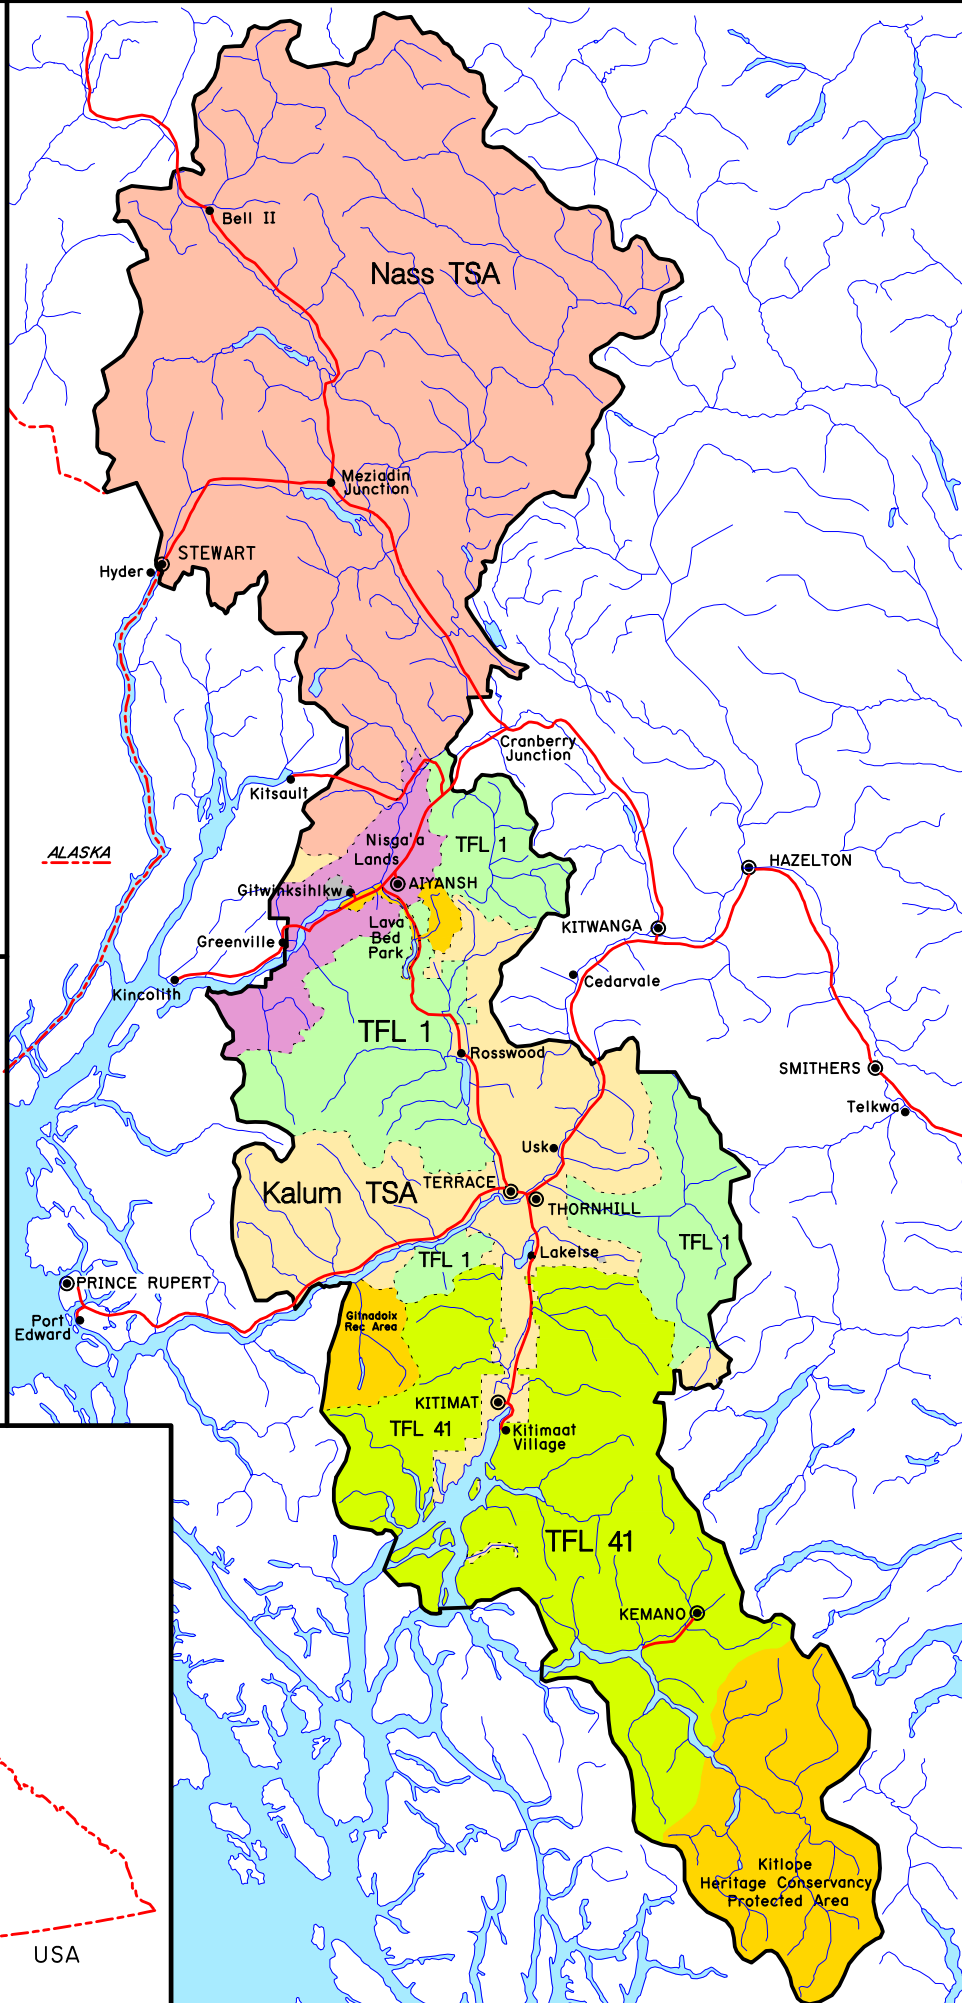 Bell II
Nass TSA
Meziadin
Junction
STEWART
Hyder
Cranberry
Junction
Kitsault
ALASKA
Nisga'a
Lands
TFL 1
HAZELTON
Gitwinksihlkw
AIYANSH
Lava
Bed
Park
KITWANGA
Greenville
Cedarvale
Kincolith
TFL 1
Rosswood
SMITHERS
Telkwa
Usk
Kalum TSA
TERRACE
THORNHILL
TFL 1
Lakelse
TFL 1
PRINCE RUPERT
Port
Edward
Gitnadoix
Rec Area
KITIMAT
TFL 41
Kitimaat
Village
TFL 41
KEMANO
Kitlope
Heritage Conservancy
Protected Area
USA